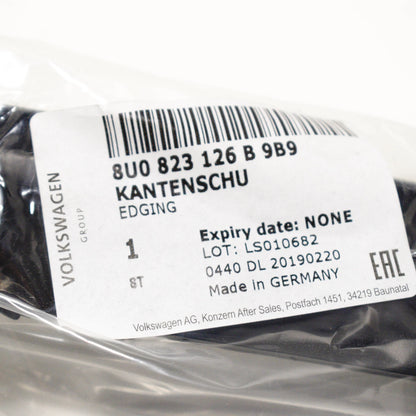 VOLKSWAGEN
GROUP
8U0 823 126 B 9B9
KANTENSCHU
EDGING
1
ST
Expiry date: NONE
LOT: LS010682
0440 DL 20190220
Made in GERMANY
EAC
Volkswagen AG, Konzern After Sales, Postfach 1451, 34219 Baunatal